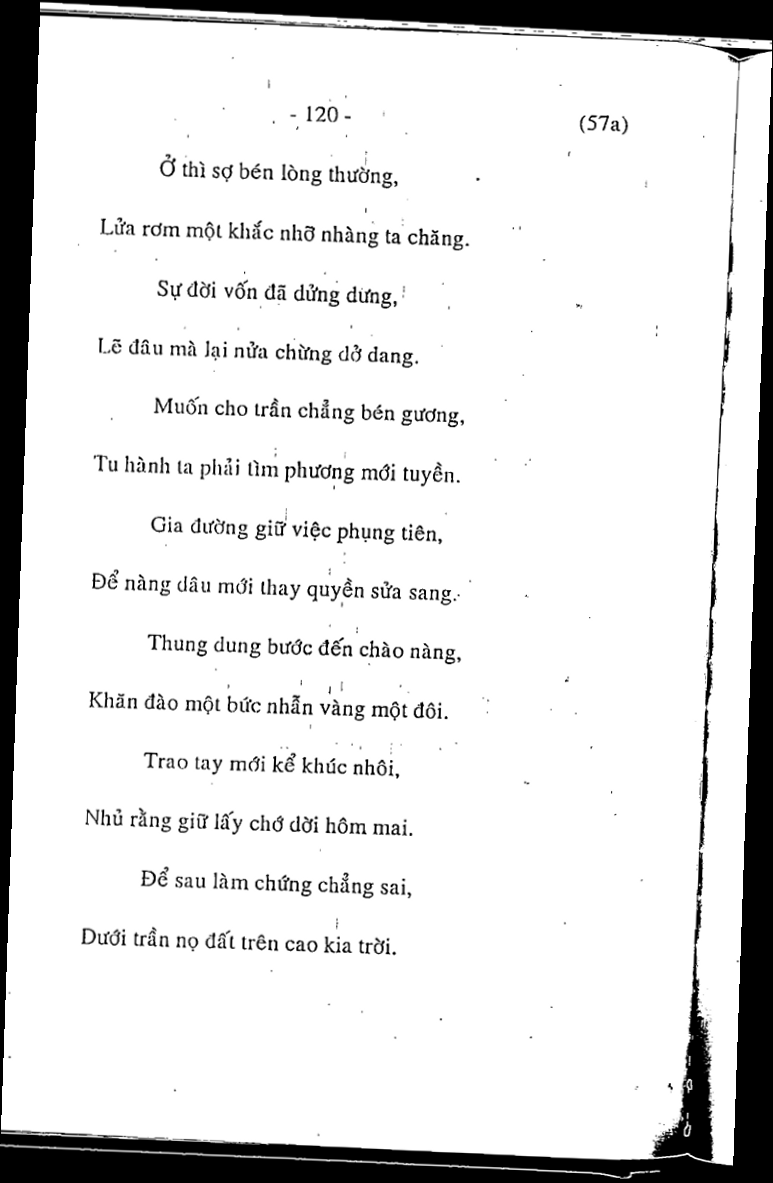 - 120 -
(57a)
Ở thì sợ bén lòng thường,
Lửa rơm một khắc nhỡ nhàng ta chăng.
Sự đời vốn đã dửng dưng,
Lẽ đâu mà lại nửa chừng dở dang.
Muốn cho trần chẳng bén gương,
Tu hành ta phải tìm phương mới tuyền.
Gia đường giữ việc phụng tiên,
Để nàng dâu mới thay quyền sửa sang.
Thung dung bước đến chào nàng,
Khăn đào một bức nhẫn vàng một đôi.
Trao tay mới kể khúc nhôi,
Nhủ rằng giữ lấy chớ dời hôm mai.
Để sau làm chứng chẳng sai,
Dưới trần nọ đất trên cao kia trời.